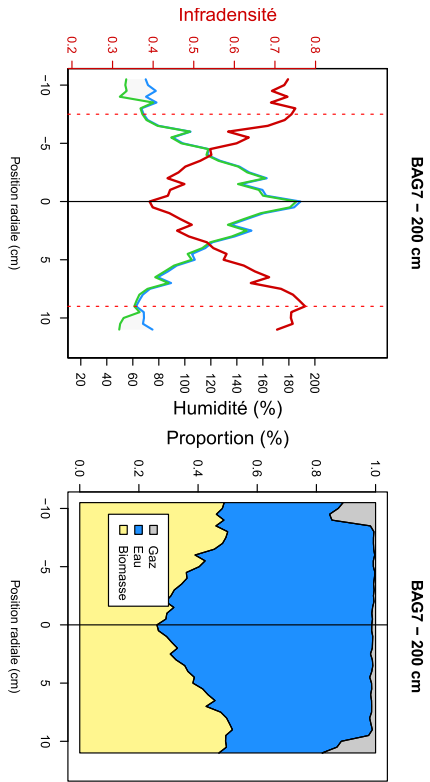 Infradensité
0.2 0.3 0.4 0.5 0.6 0.7 0.8
BAG7 − 200 cm
Position radiale (cm)
−10 −5 0 5 10
20 40 60 80 100 120 140 160 180 200
Humidité (%)
Proportion (%)
0.0 0.2 0.4 0.6 0.8 1.0
BAG7 − 200 cm
Position radiale (cm)
−10 −5 0 5 10
Gaz
Eau
Biomasse